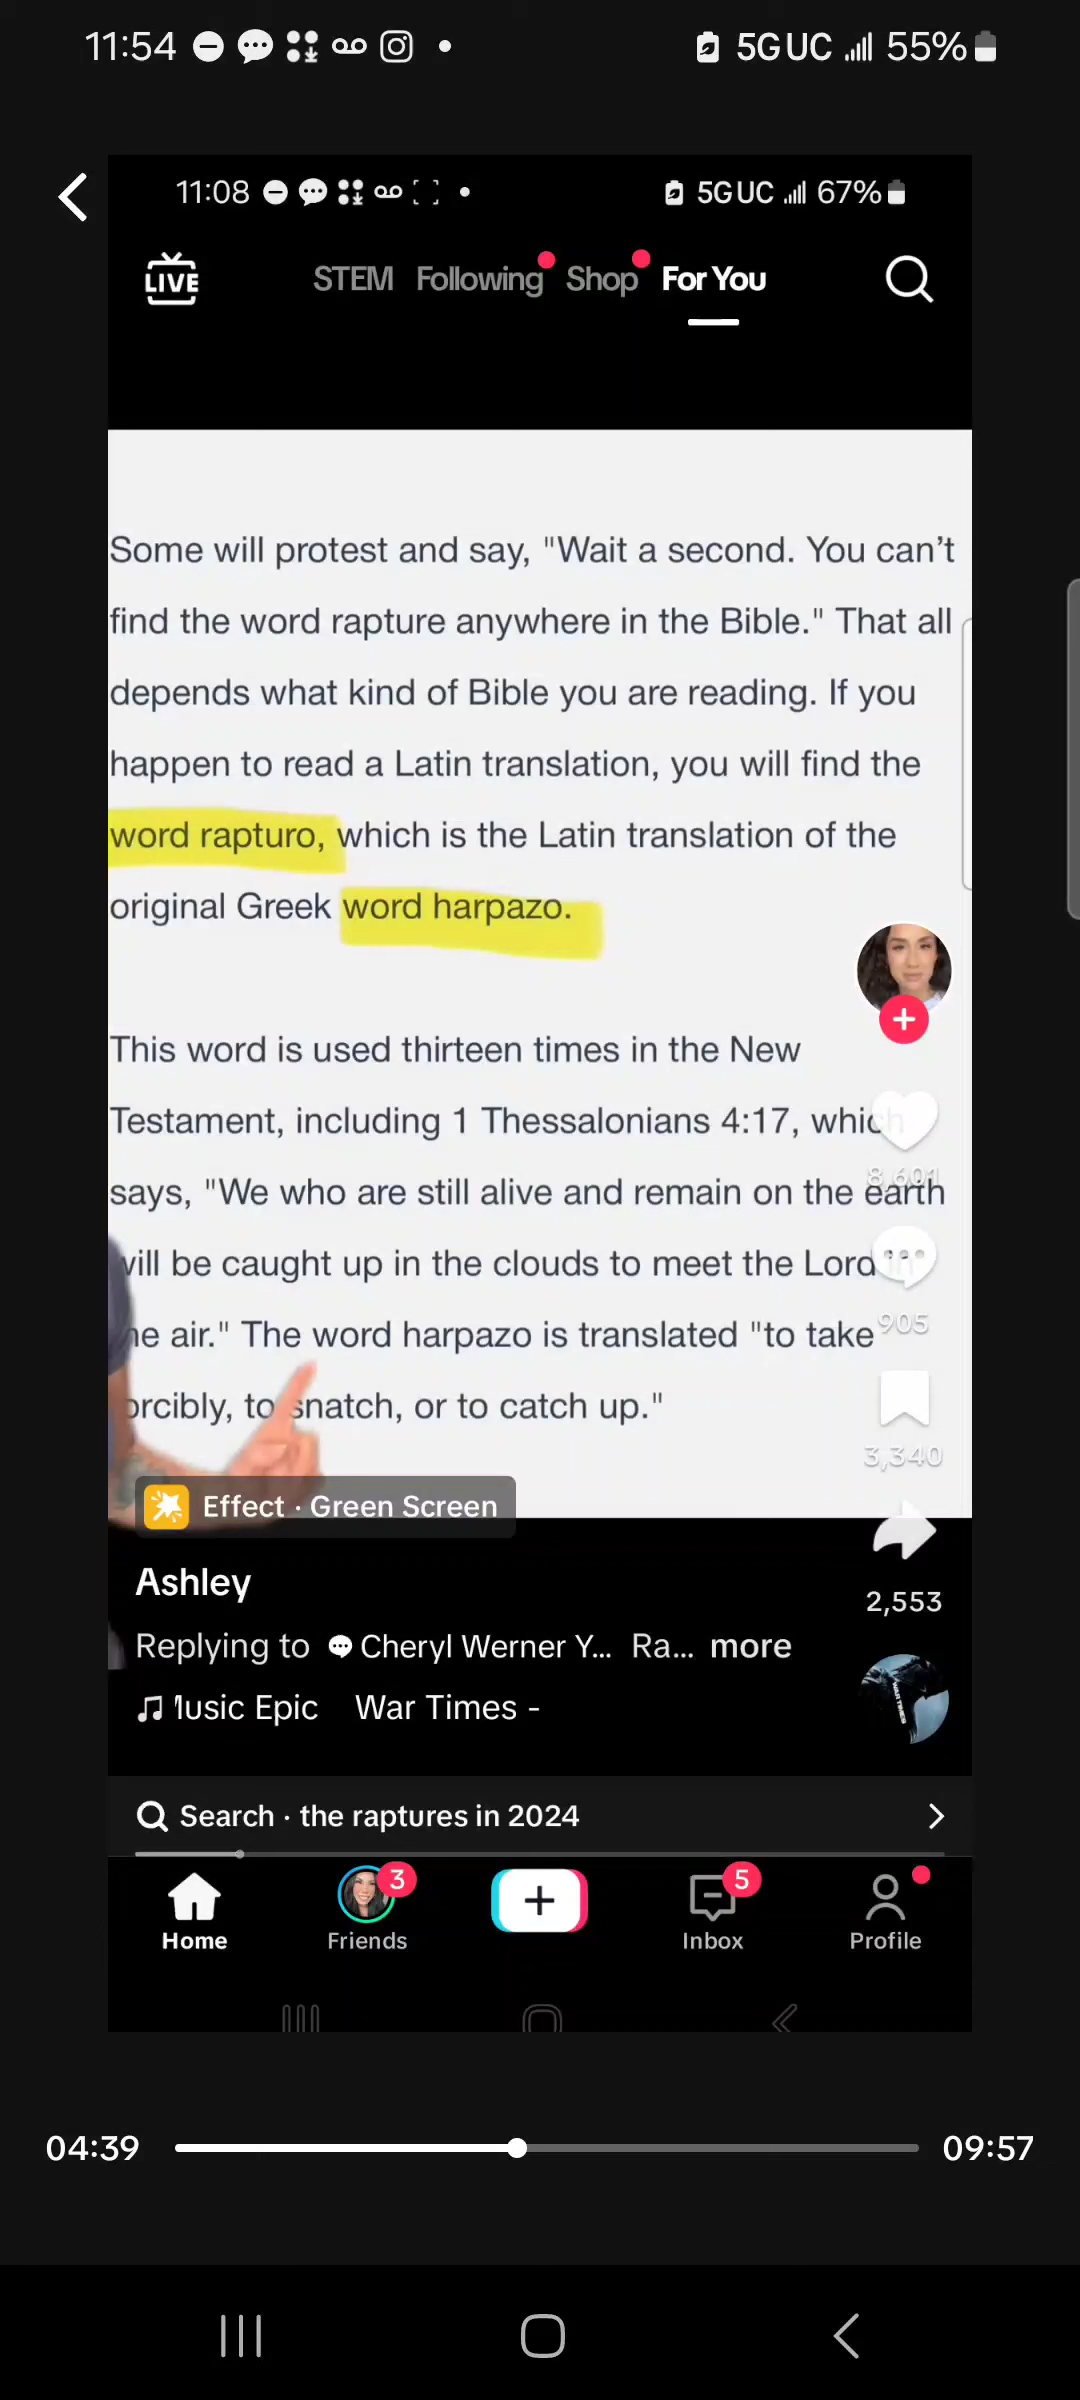 11:54
5G UC 55%
11:08
5G UC 67%
LIVE
STEM Following Shop For You
Some will protest and say, "Wait a second. You can’t
find the word rapture anywhere in the Bible." That all
depends what kind of Bible you are reading. If you
happen to read a Latin translation, you will find the
word rapturo, which is the Latin translation of the
original Greek word harpazo.
This word is used thirteen times in the New
Testament, including 1 Thessalonians 4:17, which
says, "We who are still alive and remain on the earth
will be caught up in the clouds to meet the Lord in
he air." The word harpazo is translated "to take
orcibly, to snatch, or to catch up."
8,601
905
3,340
2,553
Effect · Green Screen
Ashley
Replying to Cheryl Werner Y... Ra... more
usic Epic War Times -
WAR TIMES
Search · the raptures in 2024
3
5
Home Friends Inbox Profile
04:39 09:57